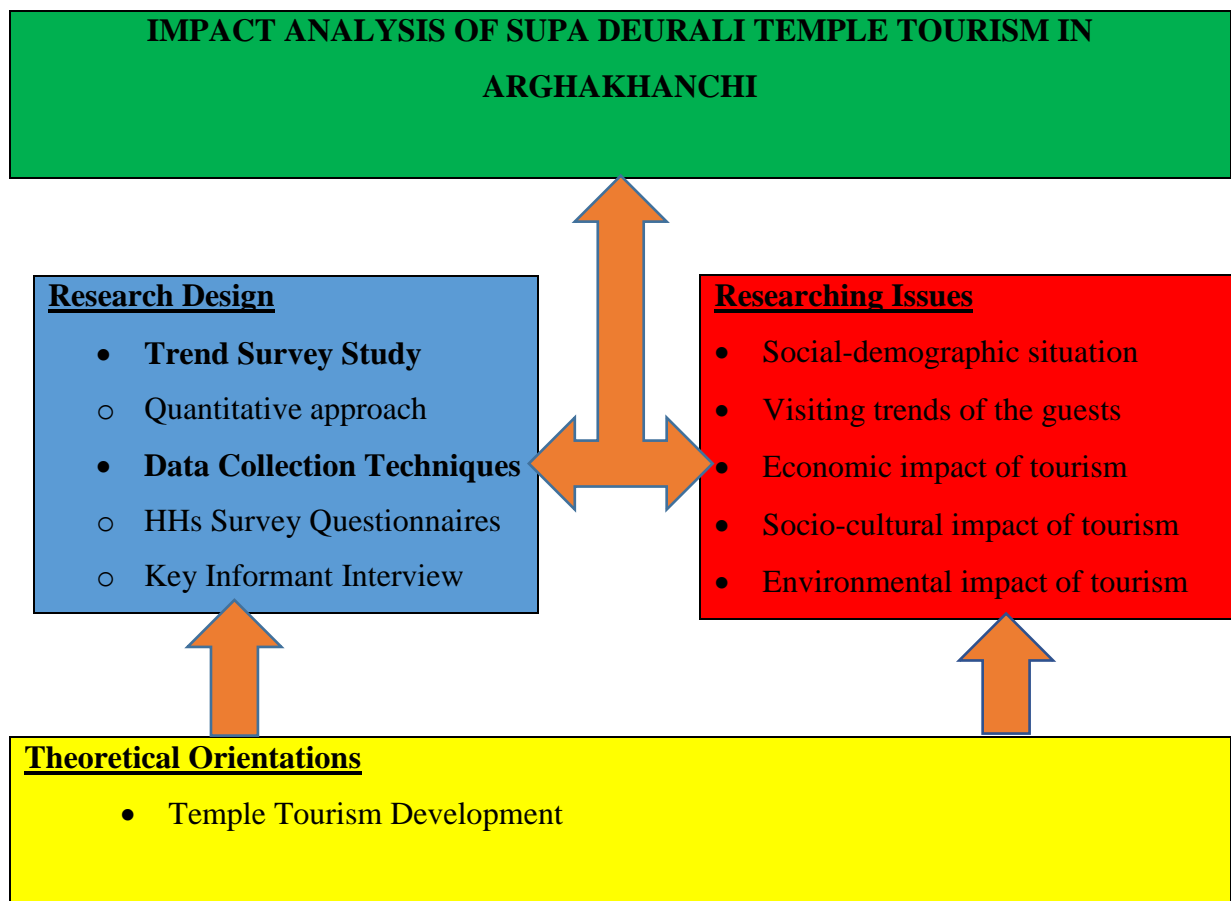 IMPACT ANALYSIS OF SUPA DEURALI TEMPLE TOURISM IN
ARGHAKHANCHI
Research Design
• Trend Survey Study
o Quantitative approach
• Data Collection Techniques
o HHs Survey Questionnaires
o Key Informant Interview
Researching Issues
• Social-demographic situation
• Visiting trends of the guests
• Economic impact of tourism
• Socio-cultural impact of tourism
• Environmental impact of tourism
Theoretical Orientations
• Temple Tourism Development